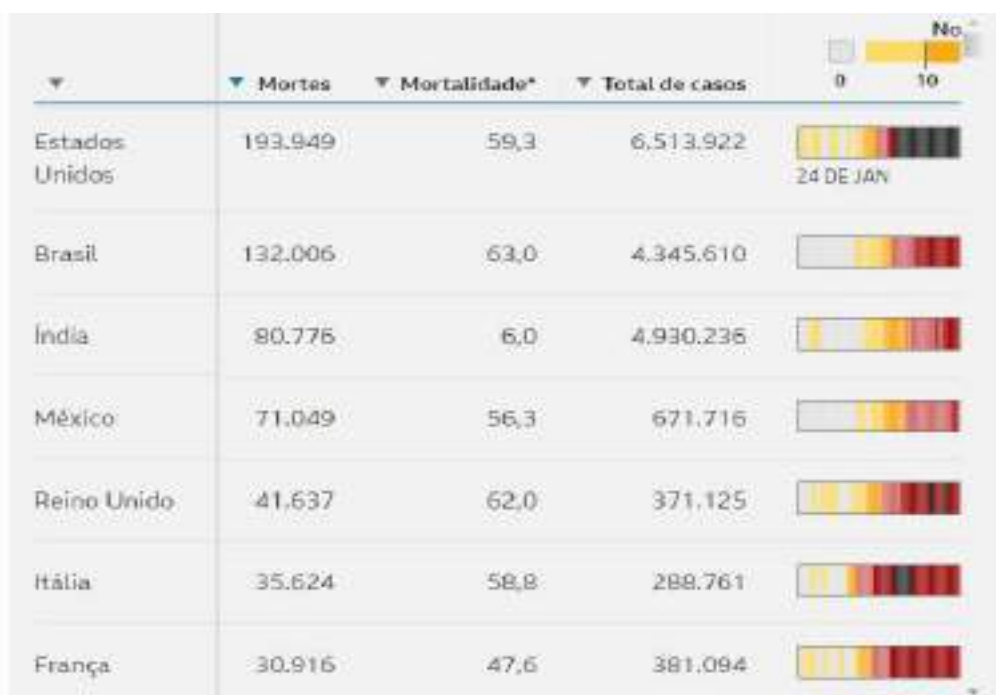 No
0 10
Mortes Mortalidade* Total de casos
Estados
Unidos
193.949 59,3 6.513.922
24 DE JAN
Brasil 132.006 63,0 4.345.610
Índia 80.776 6,0 4.930.236
México 71.049 56,3 671.716
Reino Unido 41.637 62,0 371.125
Itália 35.624 58,8 288.761
França 30.916 47,6 381.094